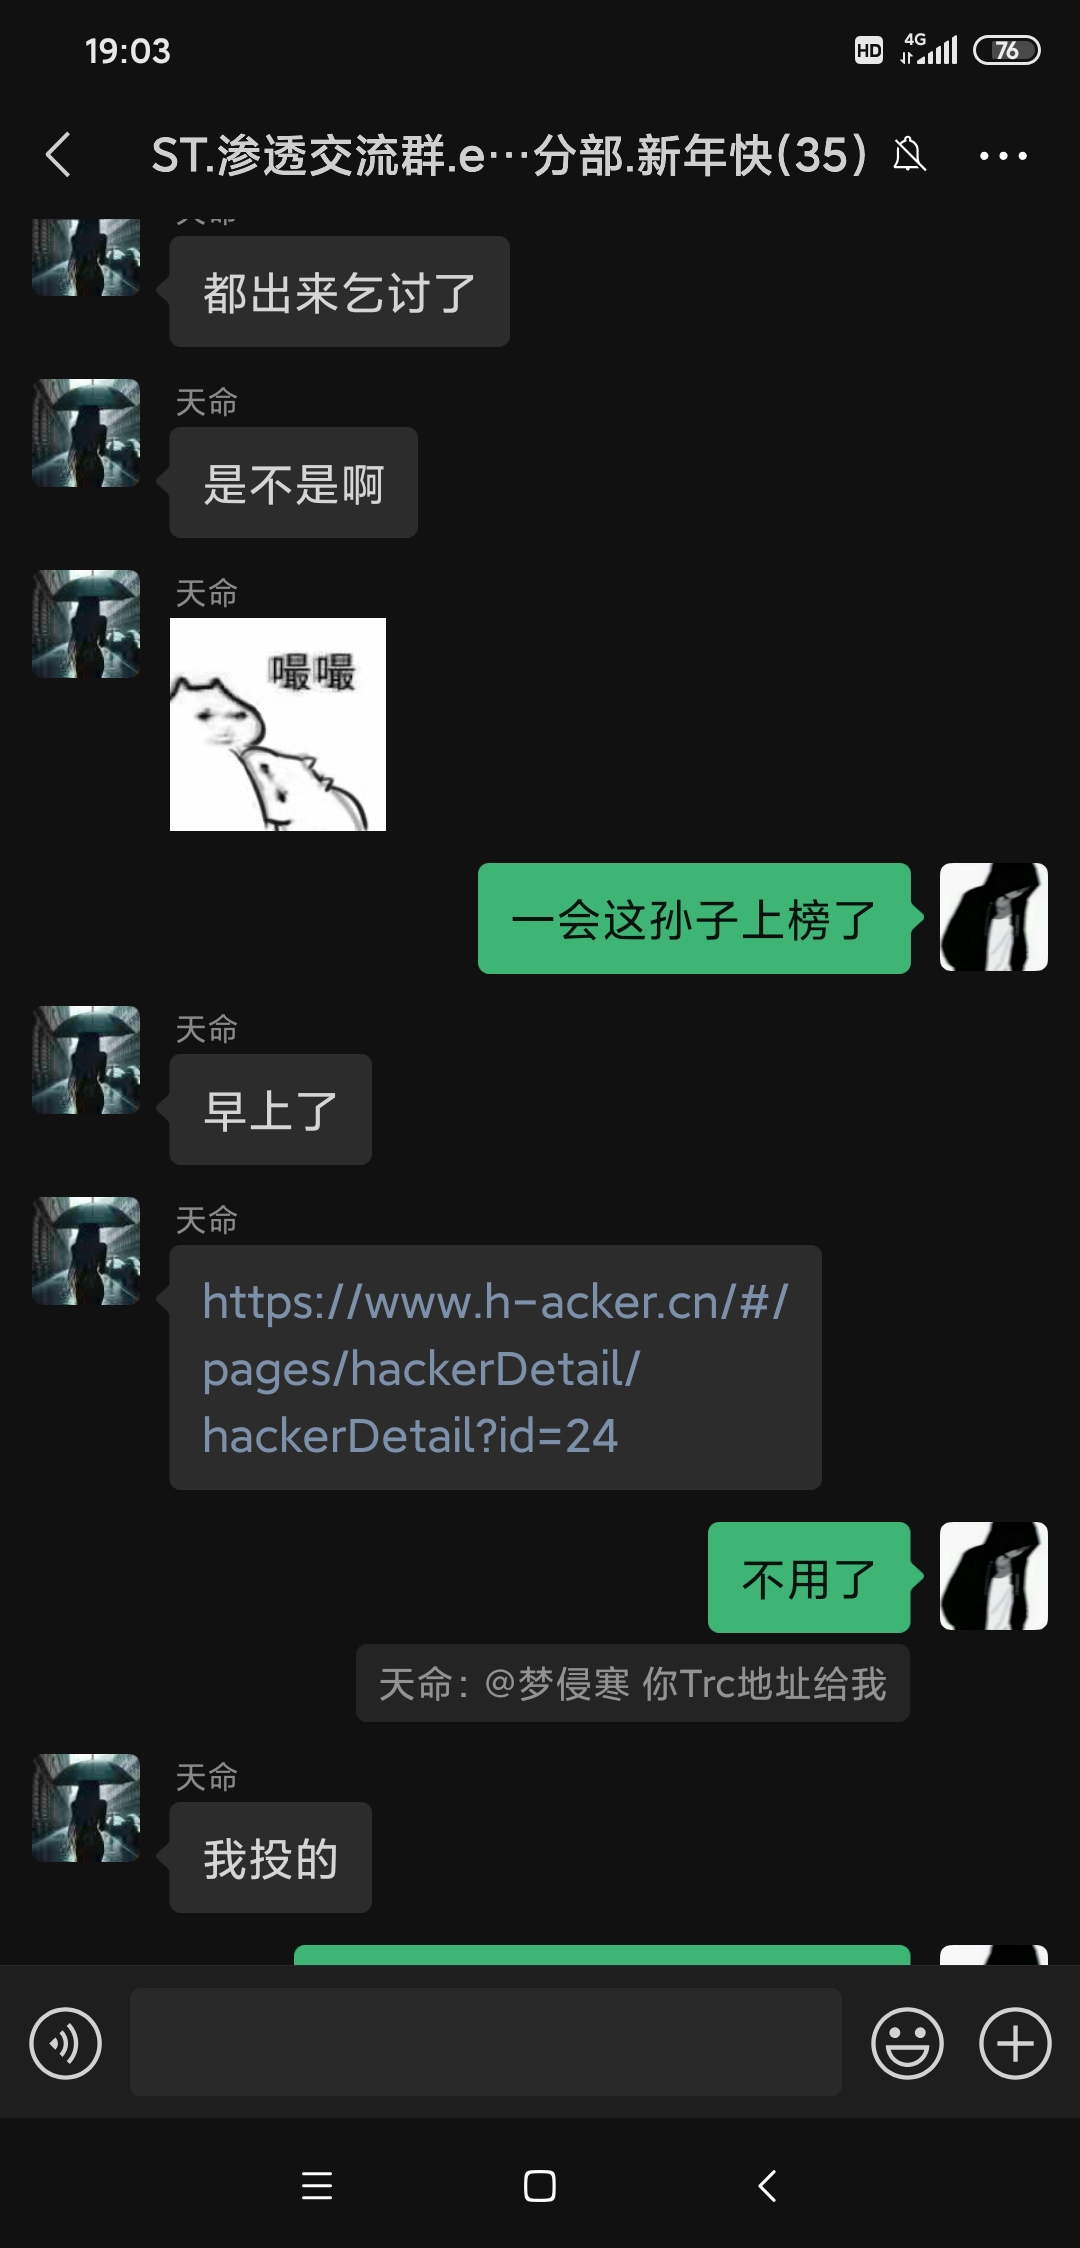 19:03
HD
4G
76
ST.渗透交流群.e…分部.新年快(35)
都出来乞讨了
天命
是不是啊
天命
嘬嘬
一会这孙子上榜了
天命
早上了
天命
https://www.h-acker.cn/#/
pages/hackerDetail/
hackerDetail?id=24
不用了
天命：@梦侵寒 你Trc地址给我
天命
我投的